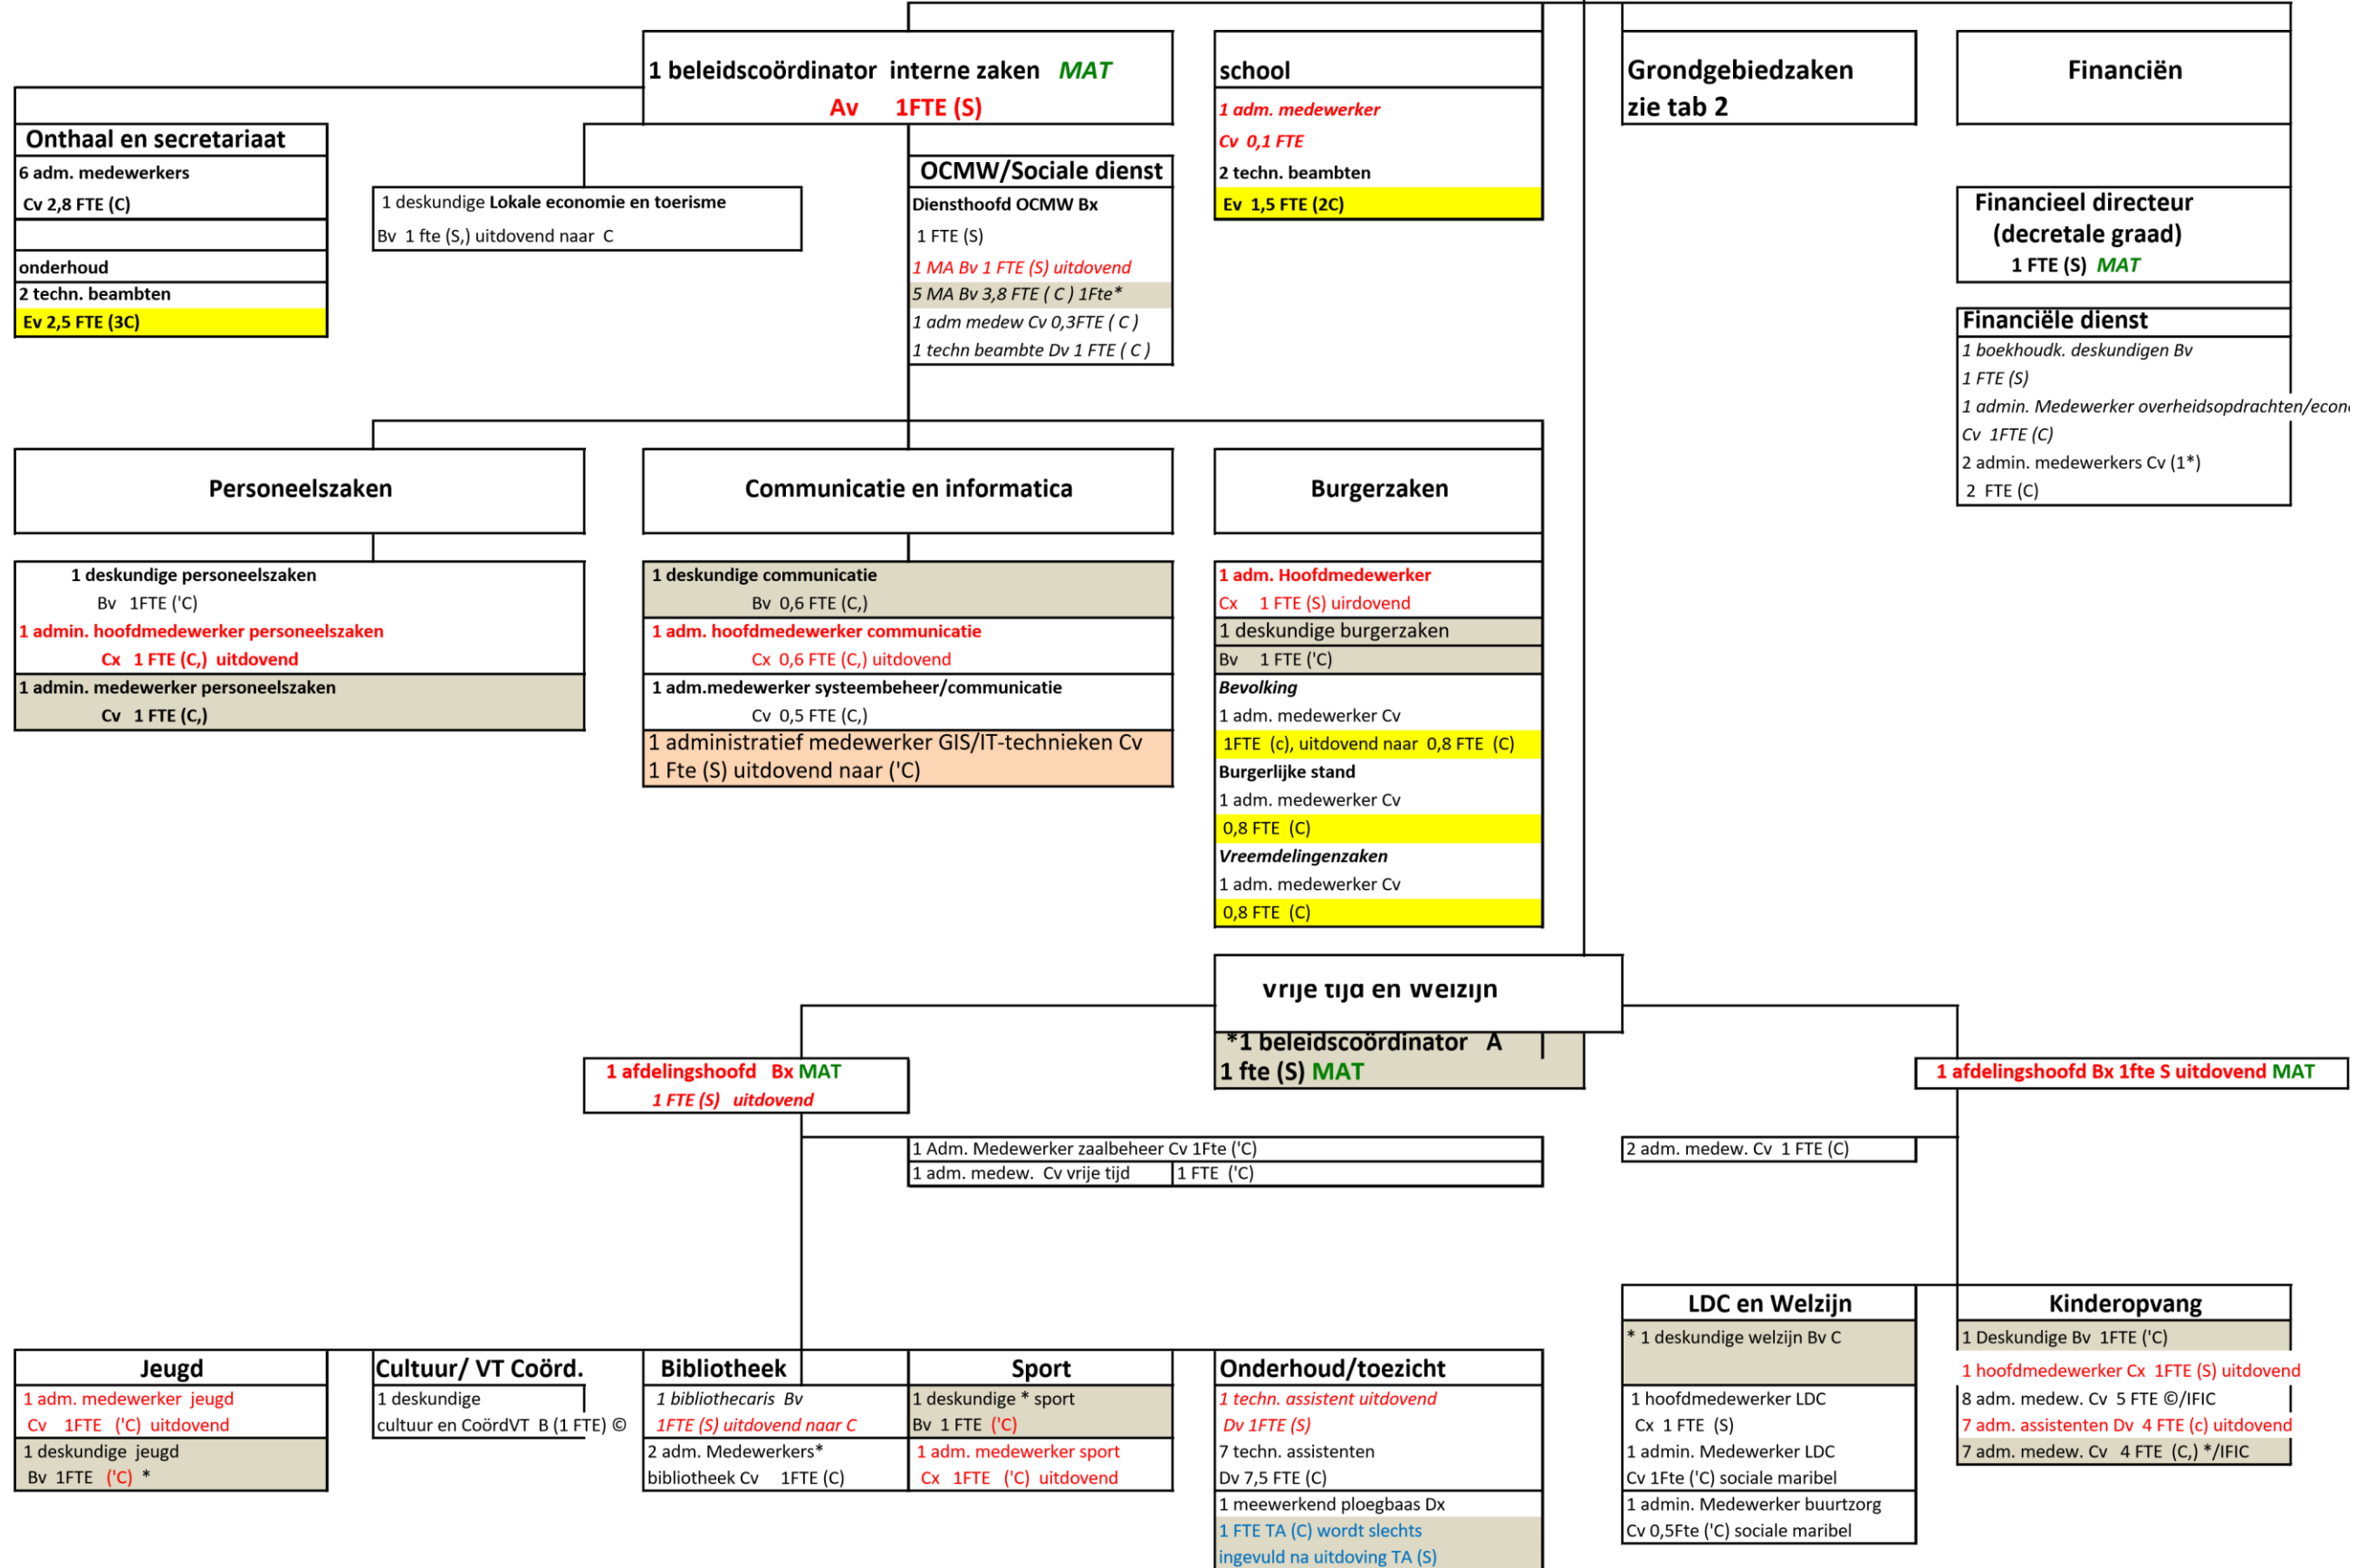 1 beleidscoördinator interne zaken MAT
Av 1FTE (S)
school
1 adm. medewerker
Cv 0,1 FTE
2 techn. beambten
Ev 1,5 FTE (2C)
Grondgebiedzaken
zie tab 2
Financiën
Onthaal en secretariaat
6 adm. medewerkers
Cv 2,8 FTE (C)
onderhoud
2 techn. beambten
Ev 2,5 FTE (3C)
1 deskundige Lokale economie en toerisme
Bv 1 fte (S,) uitdovend naar C
OCMW/Sociale dienst
Diensthoofd OCMW Bx
1 FTE (S)
1 MA Bv 1 FTE (S) uitdovend
5 MA Bv 3,8 FTE ( C ) 1Fte*
1 adm medew Cv 0,3FTE ( C )
1 techn beambte Dv 1 FTE ( C )
Financieel directeur
(decretale graad)
1 FTE (S) MAT
Financiële dienst
1 boekhoudk. deskundigen Bv
1 FTE (S)
1 admin. Medewerker overheidsopdrachten/econ
Cv 1FTE (C)
2 admin. medewerkers Cv (1*)
2 FTE (C)
Personeelszaken
1 deskundige personeelszaken
Bv 1FTE ('C)
1 admin. hoofdmedewerker personeelszaken
Cx 1 FTE (C,) uitdovend
1 admin. medewerker personeelszaken
Cv 1 FTE (C,)
Communicatie en informatica
1 deskundige communicatie
Bv 0,6 FTE (C,)
1 adm. hoofdmedewerker communicatie
Cx 0,6 FTE (C,) uitdovend
1 adm.medewerker systeembeheer/communicatie
Cv 0,5 FTE (C,)
1 administratief medewerker GIS/IT-technieken Cv
1 Fte (S) uitdovend naar ('C)
Burgerzaken
1 adm. Hoofdmedewerker
Cx 1 FTE (S) uirdovend
1 deskundige burgerzaken
Bv 1 FTE ('C)
Bevolking
1 adm. medewerker Cv
1FTE (c), uitdovend naar 0,8 FTE (C)
Burgerlijke stand
1 adm. medewerker Cv
0,8 FTE (C)
Vreemdelingenzaken
1 adm. medewerker Cv
0,8 FTE (C)
vrije tijd en welzijn
*1 beleidscoördinator A
1 fte (S) MAT
1 afdelingshoofd Bx MAT
1 FTE (S) uitdovend
1 afdelingshoofd Bx 1fte S uitdovend MAT
1 Adm. Medewerker zaalbeheer Cv 1Fte ('C)
1 adm. medew. Cv vrije tijd 1 FTE ('C)
2 adm. medew. Cv 1 FTE (C)
Jeugd
1 adm. medewerker jeugd
Cv 1FTE ('C) uitdovend
1 deskundige jeugd
Bv 1FTE ('C) *
Cultuur/ VT Coörd.
1 deskundige
cultuur en CoördVT B (1 FTE) ©
Bibliotheek
1 bibliothecaris Bv
1FTE (S) uitdovend naar C
2 adm. Medewerkers*
bibliotheek Cv 1FTE (C)
Sport
1 deskundige * sport
Bv 1 FTE ('C)
1 adm. medewerker sport
Cx 1FTE ('C) uitdovend
Onderhoud/toezicht
1 techn. assistent uitdovend
Dv 1FTE (S)
7 techn. assistenten
Dv 7,5 FTE (C)
1 meewerkend ploegbaas Dx
1 FTE TA (C) wordt slechts
ingevuld na uitdoving TA (S)
LDC en Welzijn
* 1 deskundige welzijn Bv C
1 hoofdmedewerker LDC
Cx 1 FTE (S)
1 admin. Medewerker LDC
Cv 1Fte ('C) sociale maribel
1 admin. Medewerker buurtzorg
Cv 0,5Fte ('C) sociale maribel
Kinderopvang
1 Deskundige Bv 1FTE ('C)
1 hoofdmedewerker Cx 1FTE (S) uitdovend
8 adm. medew. Cv 5 FTE ©/IFIC
7 adm. assistenten Dv 4 FTE (c) uitdovend
7 adm. medew. Cv 4 FTE (C,) */IFIC